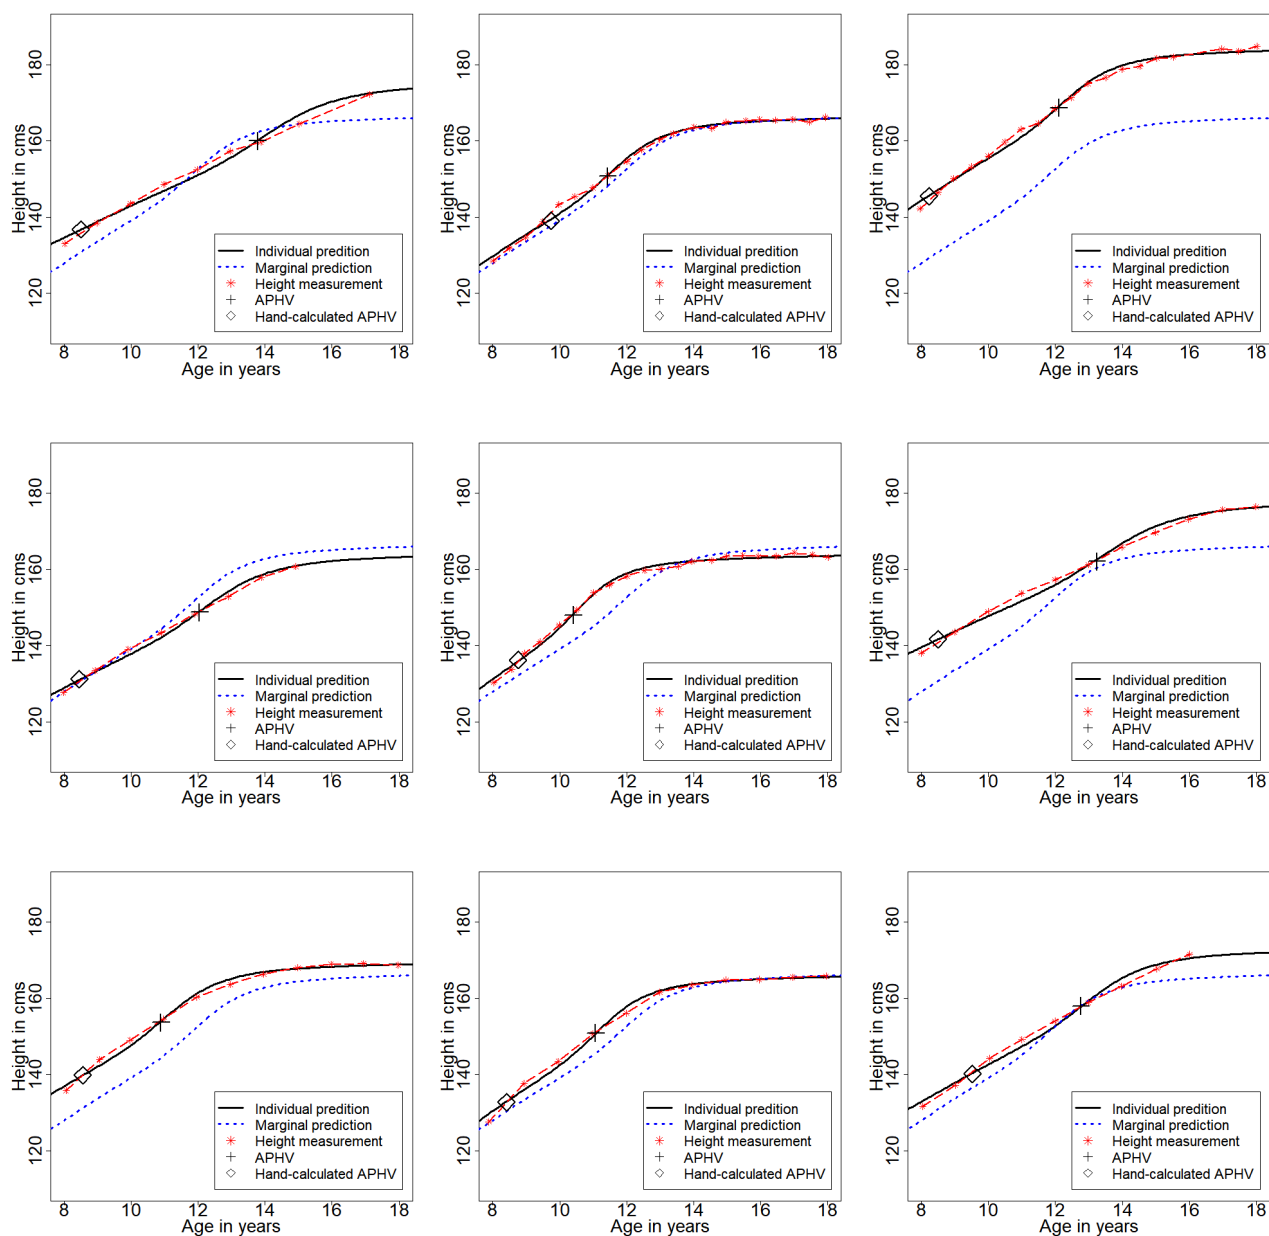 Height in cms
180
160
140
120
Individual predition
Marginal prediction
Height measurement
APHV
Hand-calculated APHV
8 10 12 14 16 18
Age in years
Height in cms
180
160
140
120
Individual predition
Marginal prediction
Height measurement
APHV
Hand-calculated APHV
8 10 12 14 16 18
Age in years
Height in cms
180
160
140
120
Individual predition
Marginal prediction
Height measurement
APHV
Hand-calculated APHV
8 10 12 14 16 18
Age in years
Height in cms
180
160
140
120
Individual predition
Marginal prediction
Height measurement
APHV
Hand-calculated APHV
8 10 12 14 16 18
Age in years
Height in cms
180
160
140
120
Individual predition
Marginal prediction
Height measurement
APHV
Hand-calculated APHV
8 10 12 14 16 18
Age in years
Height in cms
180
160
140
120
Individual predition
Marginal prediction
Height measurement
APHV
Hand-calculated APHV
8 10 12 14 16 18
Age in years
Height in cms
180
160
140
120
Individual predition
Marginal prediction
Height measurement
APHV
Hand-calculated APHV
8 10 12 14 16 18
Age in years
Height in cms
180
160
140
120
Individual predition
Marginal prediction
Height measurement
APHV
Hand-calculated APHV
8 10 12 14 16 18
Age in years
Height in cms
180
160
140
120
Individual predition
Marginal prediction
Height measurement
APHV
Hand-calculated APHV
8 10 12 14 16 18
Age in years